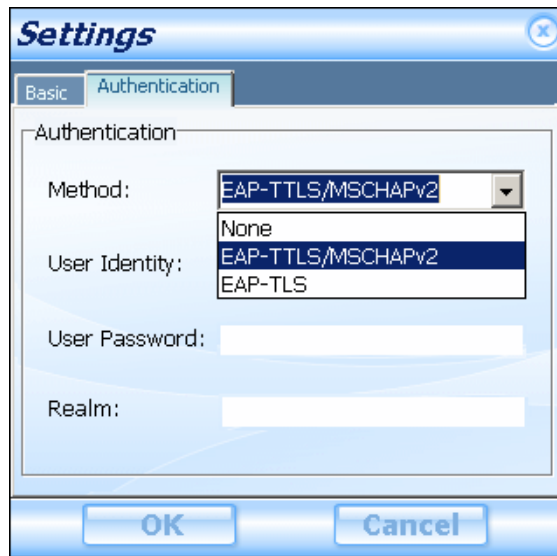 Settings
Basic Authentication
Authentication
Method: EAP-TTLS/MSCHAPv2
None
User Identity: EAP-TTLS/MSCHAPv2
EAP-TLS
User Password:
Realm:
OK Cancel